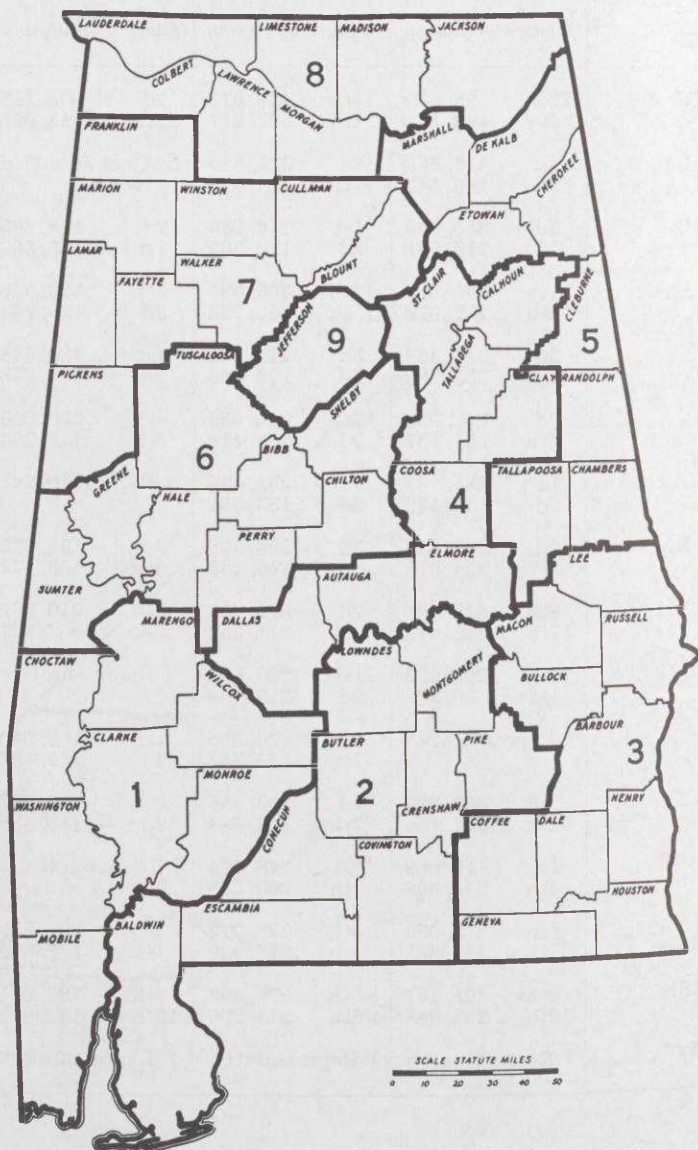 LAUDERDALE
LIMESTONE
MADISON
JACKSON
COLBERT
LAWRENCE
8
MORGAN
FRANKLIN
MARSHALL
DE KALB
CHEROKEE
MARION
WINSTON
CULLMAN
ETOWAH
LAMAR
WALKER
BLOUNT
FAYETTE
7
ST CLAIR
CALHOUN
CLEBURNE
JEFFERSON
9
5
TUSCALOOSA
TALLADEGA
PICKENS
SHELBY
CLAY
RANDOLPH
6
BIBB
GREENE
HALE
CHILTON
COOSA
TALLAPOOSA
CHAMBERS
4
PERRY
ELMORE
LEE
SUMTER
AUTAUGA
MARENGO
DALLAS
MACON
RUSSELL
CHOCTAW
LOWNDES
MONTGOMERY
BULLOCK
WILCOX
BARBOUR
CLARKE
BUTLER
PIKE
3
MONROE
1
2
WASHINGTON
CONECUH
CRENSHAW
HENRY
COFFEE
DALE
COVINGTON
ESCAMBIA
HOUSTON
BALDWIN
GENEVA
MOBILE
SCALE STATUTE MILES
0 10 20 30 40 50